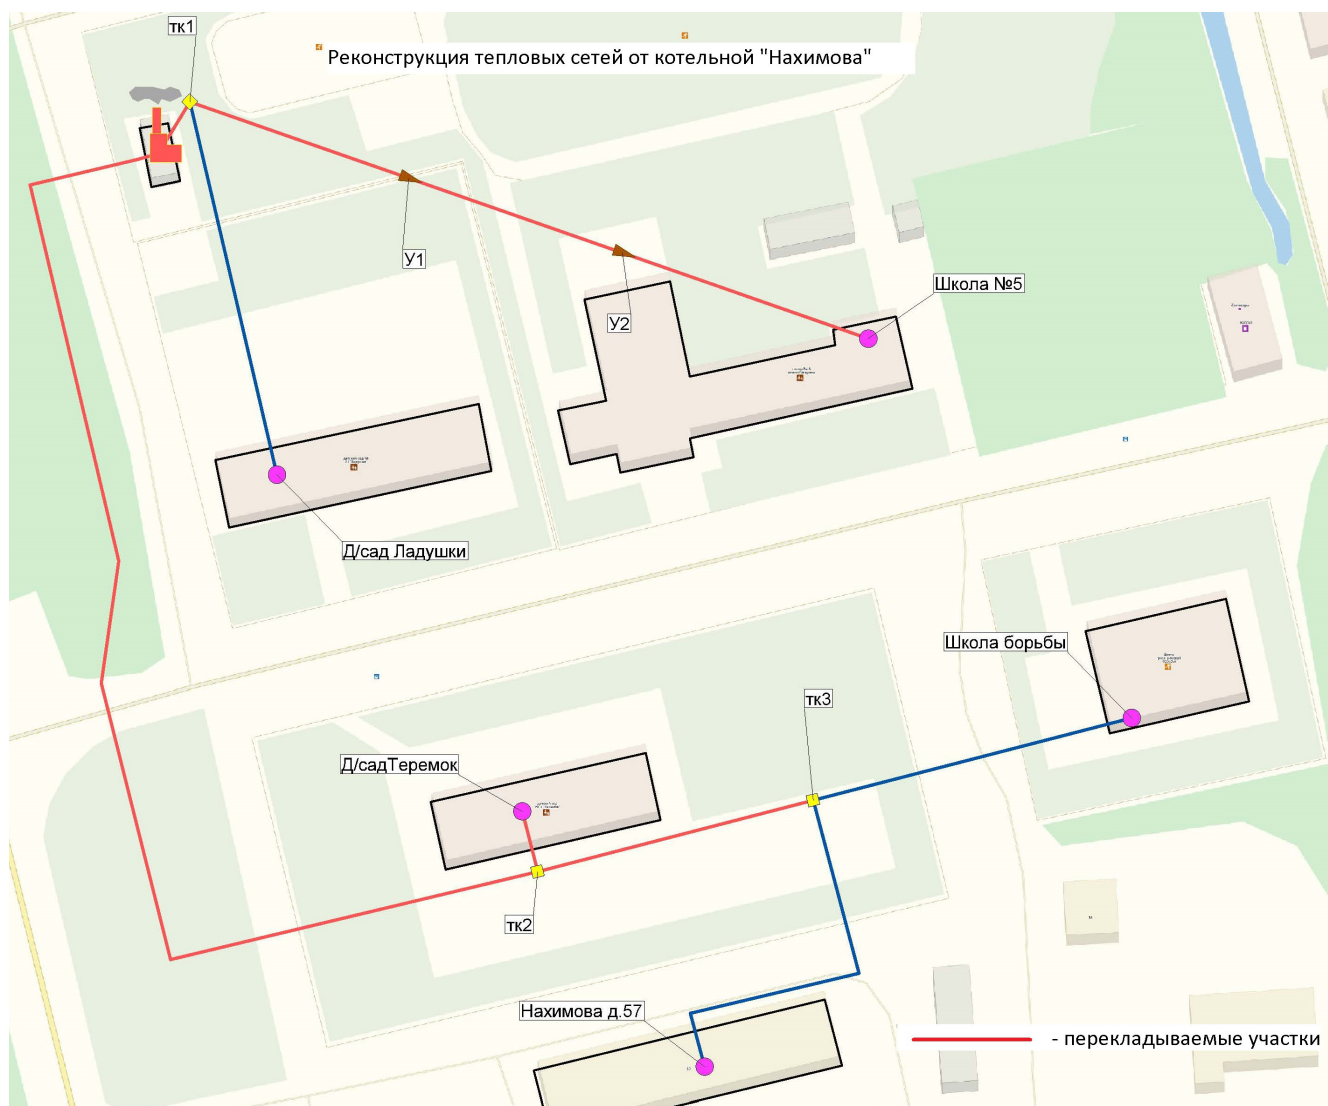 тк1
Реконструкция тепловых сетей от котельной "Нахимова"
У1
Школа №5
У2
Д/сад Ладушки
Школа борьбы
тк3
Д/садТеремок
тк2
Нахимова д.57
- перекладываемые участки